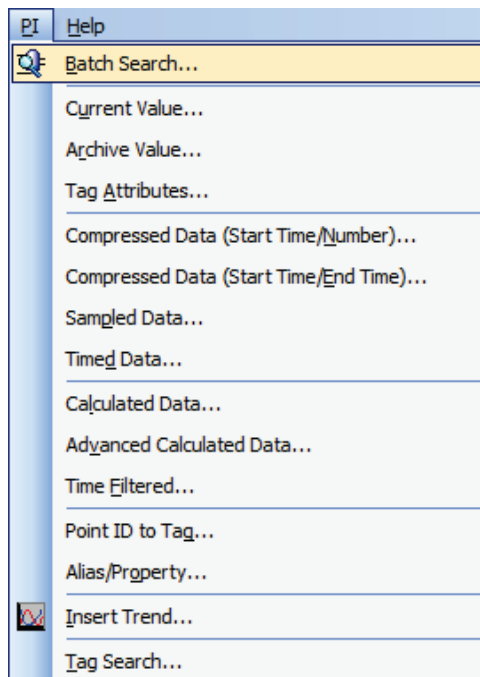 PI Help
Batch Search...
Current Value...
Archive Value...
Tag Attributes...
Compressed Data (Start Time/Number)...
Compressed Data (Start Time/End Time)...
Sampled Data...
Timed Data...
Calculated Data...
Advanced Calculated Data...
Time Filtered...
Point ID to Tag...
Alias/Property...
Insert Trend...
Tag Search...